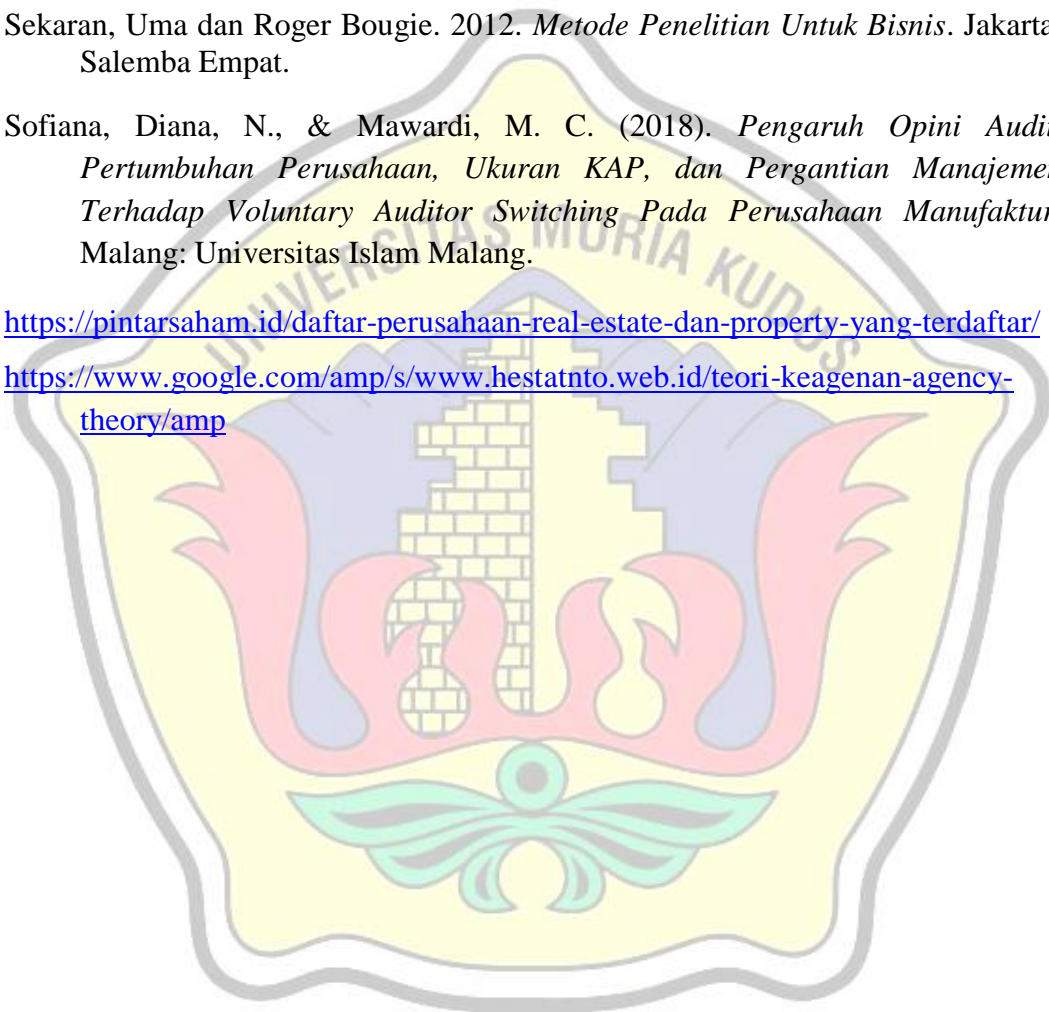 Sekaran, Uma dan Roger Bougie. 2012. Metode Penelitian Untuk Bisnis. Jakarta
Salemba Empat.
Sofiana, Diana, N., & Mawardi, M. C. (2018). Pengaruh Opini Audit
Pertumbuhan Perusahaan, Ukuran KAP, dan Pergantian Manajemen
Terhadap Voluntary Auditor Switching Pada Perusahaan Manufaktur
Malang: Universitas Islam Malang.
UNIVERSITAS MURIA KUDUS
https://pintarsaham.id/daftar-perusahaan-real-estate-dan-property-yang-terdaftar/
https://www.google.com/amp/s/www.hestatnto.web.id/teori-keagenan-agency-
theory/amp